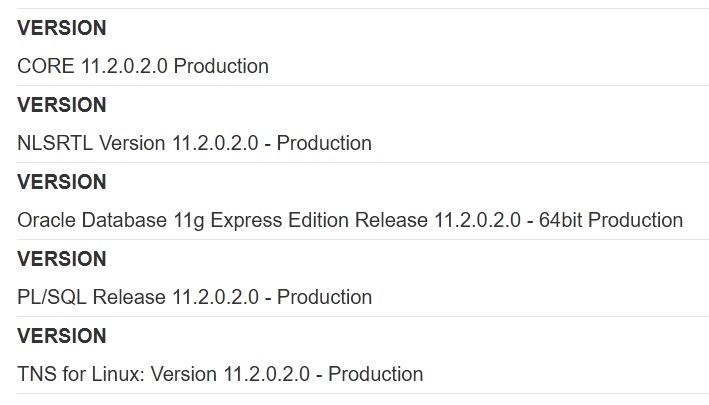 VERSION
CORE 11.2.0.2.0 Production
VERSION
NLSRTL Version 11.2.0.2.0 - Production
VERSION
Oracle Database 11g Express Edition Release 11.2.0.2.0 - 64bit Production
VERSION
PL/SQL Release 11.2.0.2.0 - Production
VERSION
TNS for Linux: Version 11.2.0.2.0 - Production